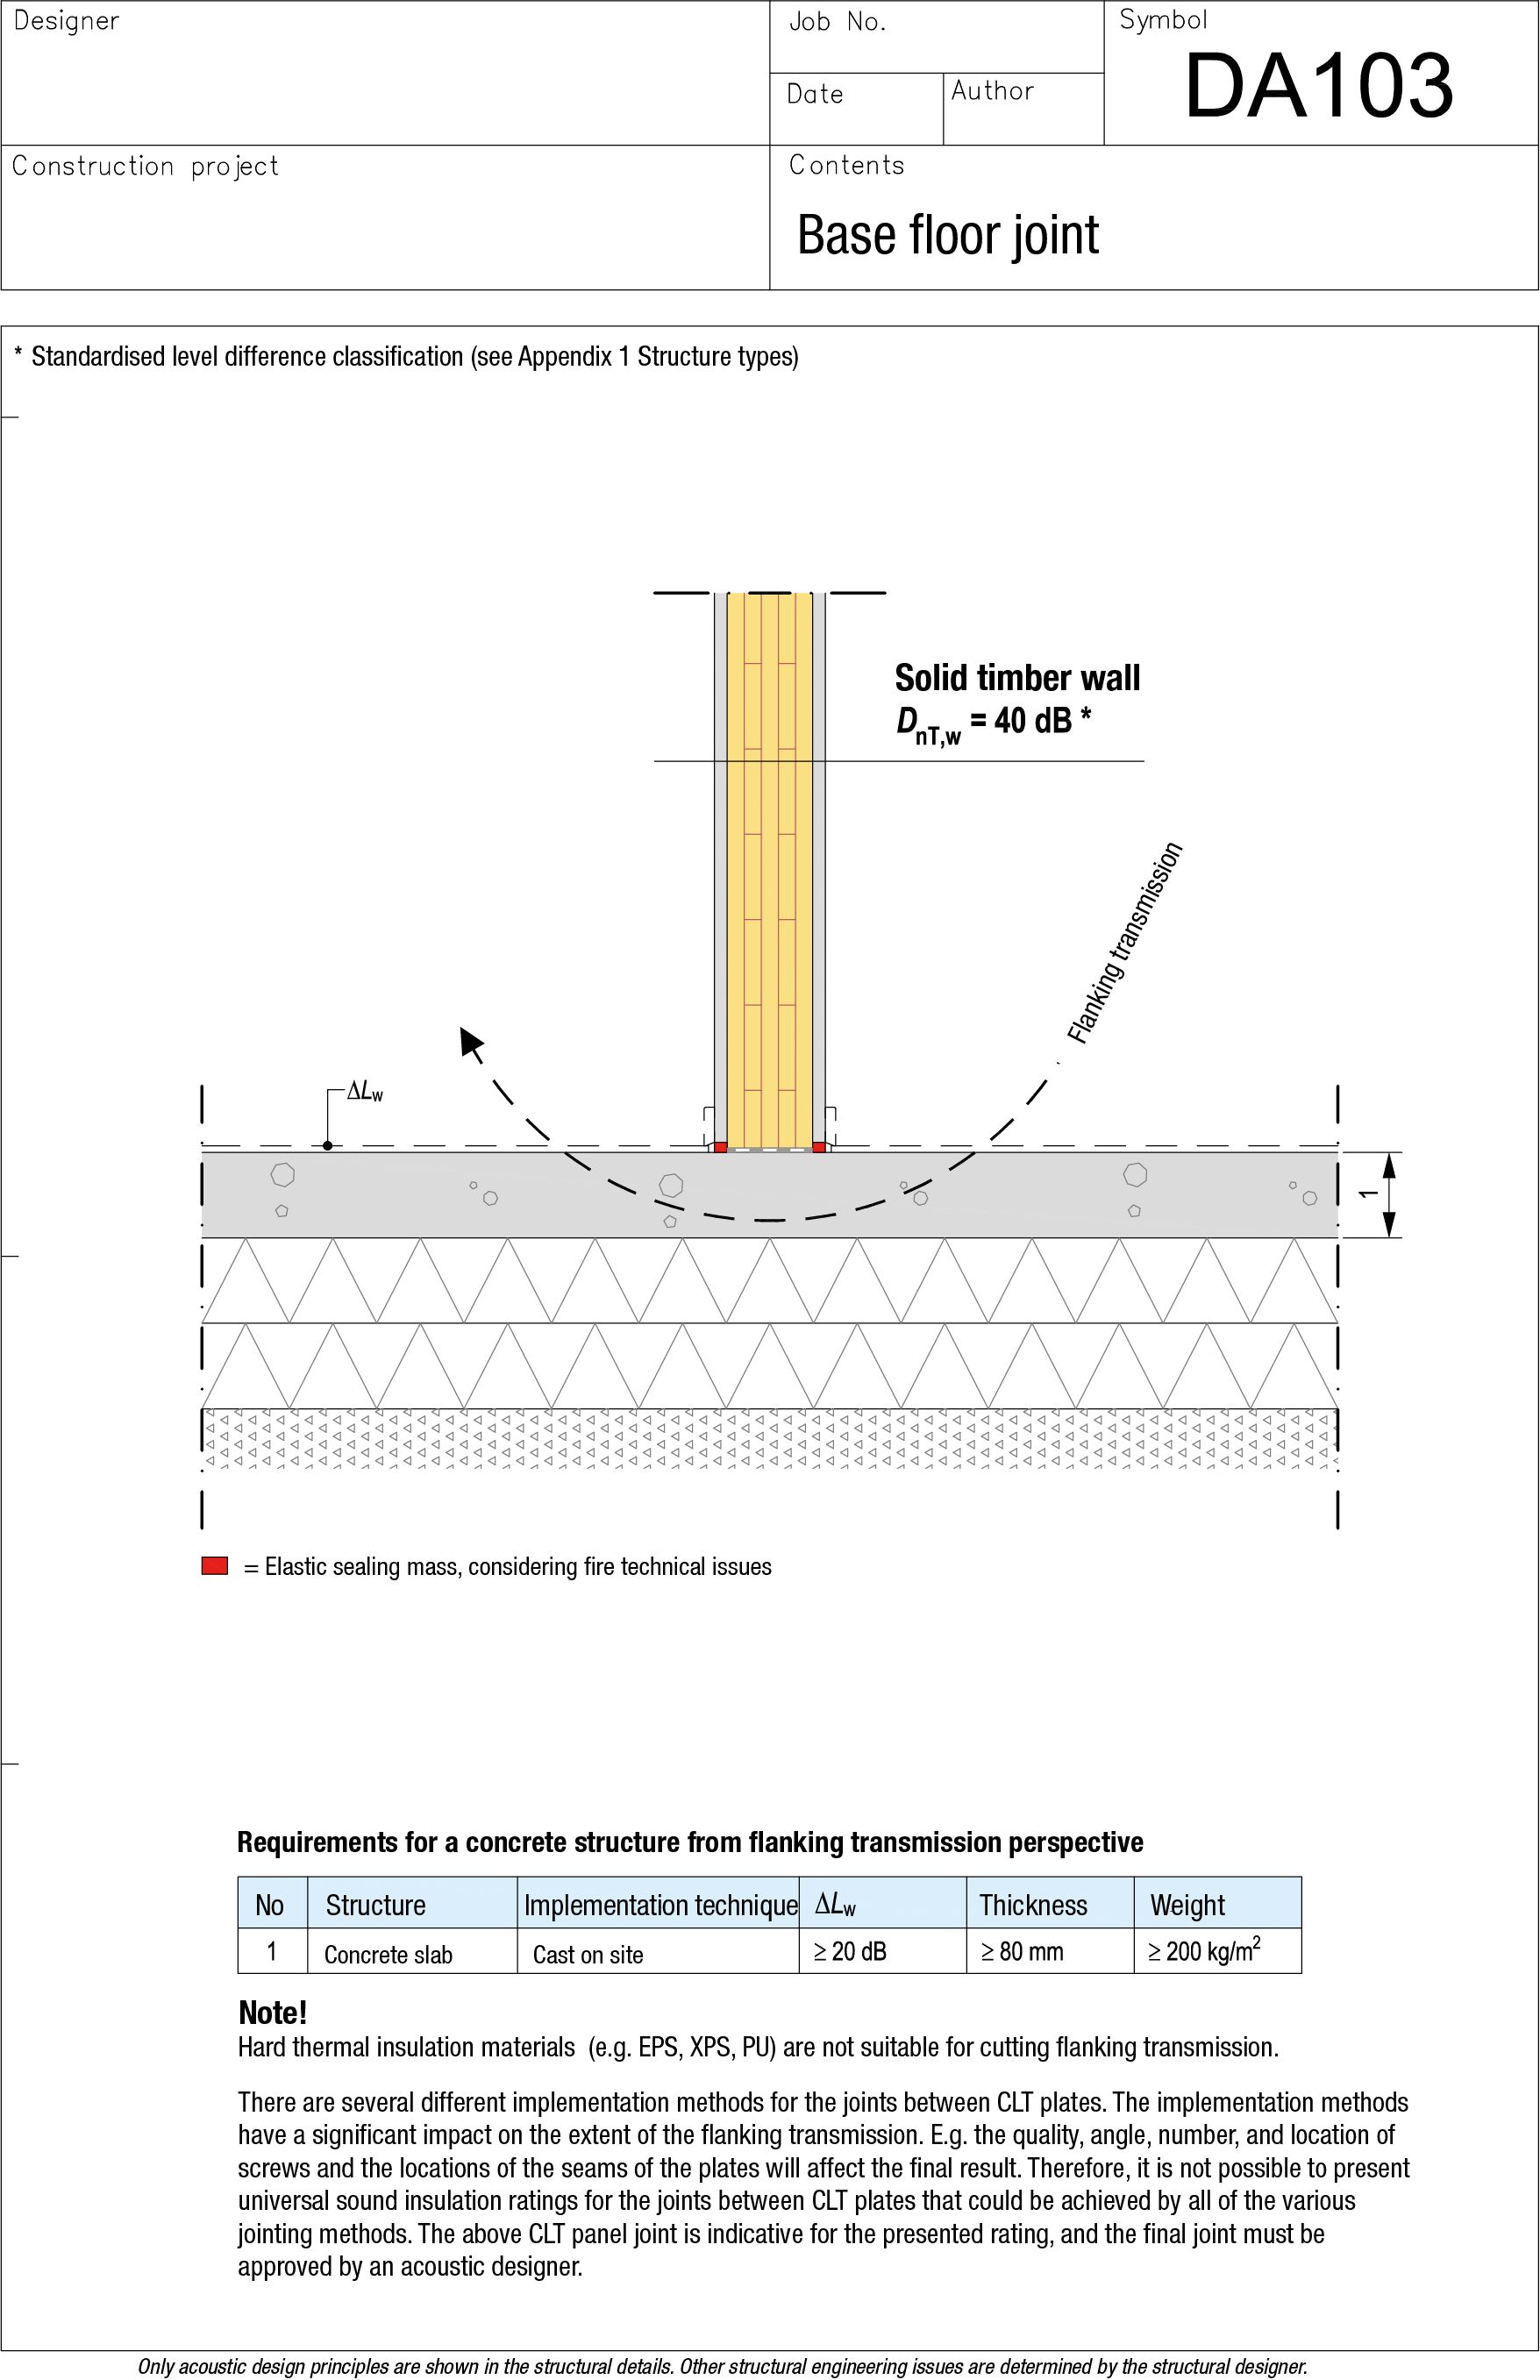 Designer
Job No.
Symbol
DA103
Date
Author
Construction project
Contents
Base floor joint
* Standardised level difference classification (see Appendix 1 Structure types)
Solid timber wall
DnT,w = 40 dB *
Flanking transmission
ΔLw
1
= Elastic sealing mass, considering fire technical issues
Requirements for a concrete structure from flanking transmission perspective
No Structure Implementation technique ΔLw Thickness Weight
1 Concrete slab Cast on site ≥ 20 dB ≥ 80 mm ≥ 200 kg/m²
Note!
Hard thermal insulation materials (e.g. EPS, XPS, PU) are not suitable for cutting flanking transmission.
There are several different implementation methods for the joints between CLT plates. The implementation methods
have a significant impact on the extent of the flanking transmission. E.g. the quality, angle, number, and location of
screws and the locations of the seams of the plates will affect the final result. Therefore, it is not possible to present
universal sound insulation ratings for the joints between CLT plates that could be achieved by all of the various
jointing methods. The above CLT panel joint is indicative for the presented rating, and the final joint must be
approved by an acoustic designer.
Only acoustic design principles are shown in the structural details. Other structural engineering issues are determined by the structural designer.